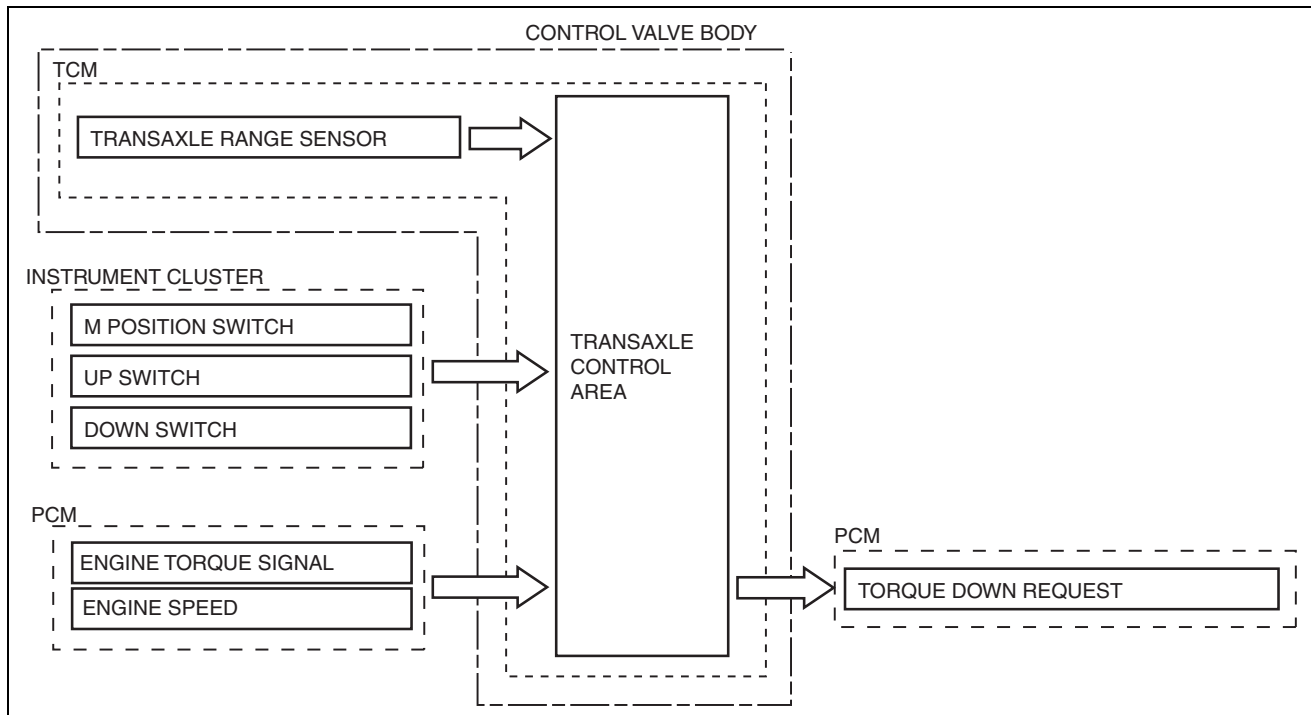 CONTROL VALVE BODY
TCM
TRANSAXLE RANGE SENSOR
INSTRUMENT CLUSTER
M POSITION SWITCH
UP SWITCH
DOWN SWITCH
TRANSAXLE
CONTROL
AREA
PCM
ENGINE TORQUE SIGNAL
ENGINE SPEED
PCM
TORQUE DOWN REQUEST